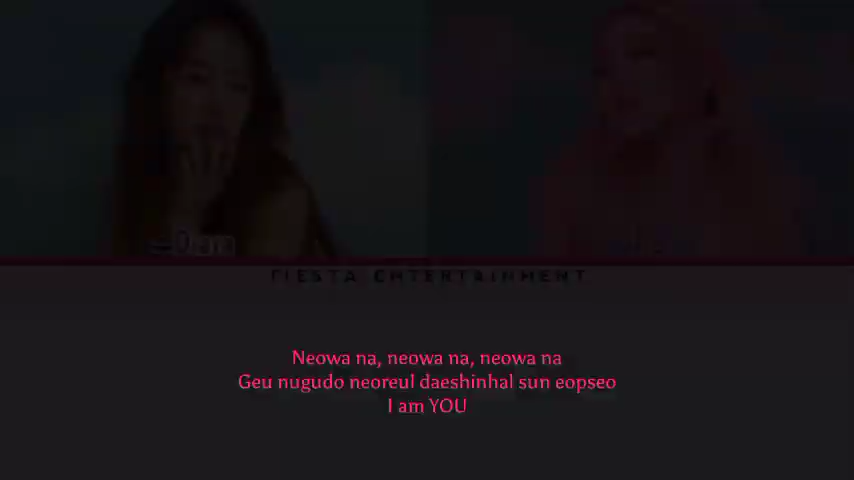 FIESTA ENTERTAINMENT
Neowa na, neowa na, neowa na
Geu nugudo neoreul daeshinhal sun eopseo
I am YOU